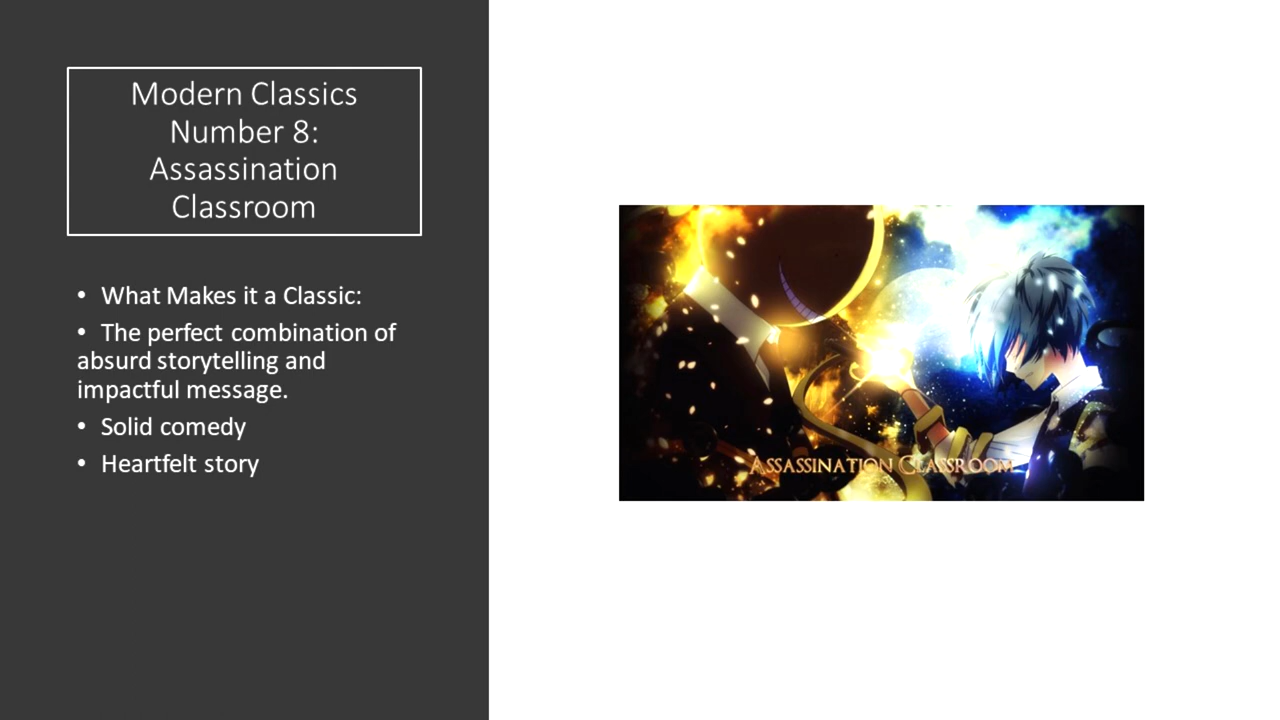 Modern Classics
Number 8:
Assassination
Classroom
• What Makes it a Classic:
• The perfect combination of
absurd storytelling and
impactful message.
• Solid comedy
• Heartfelt story
ASSASSINATION CLASSROOM